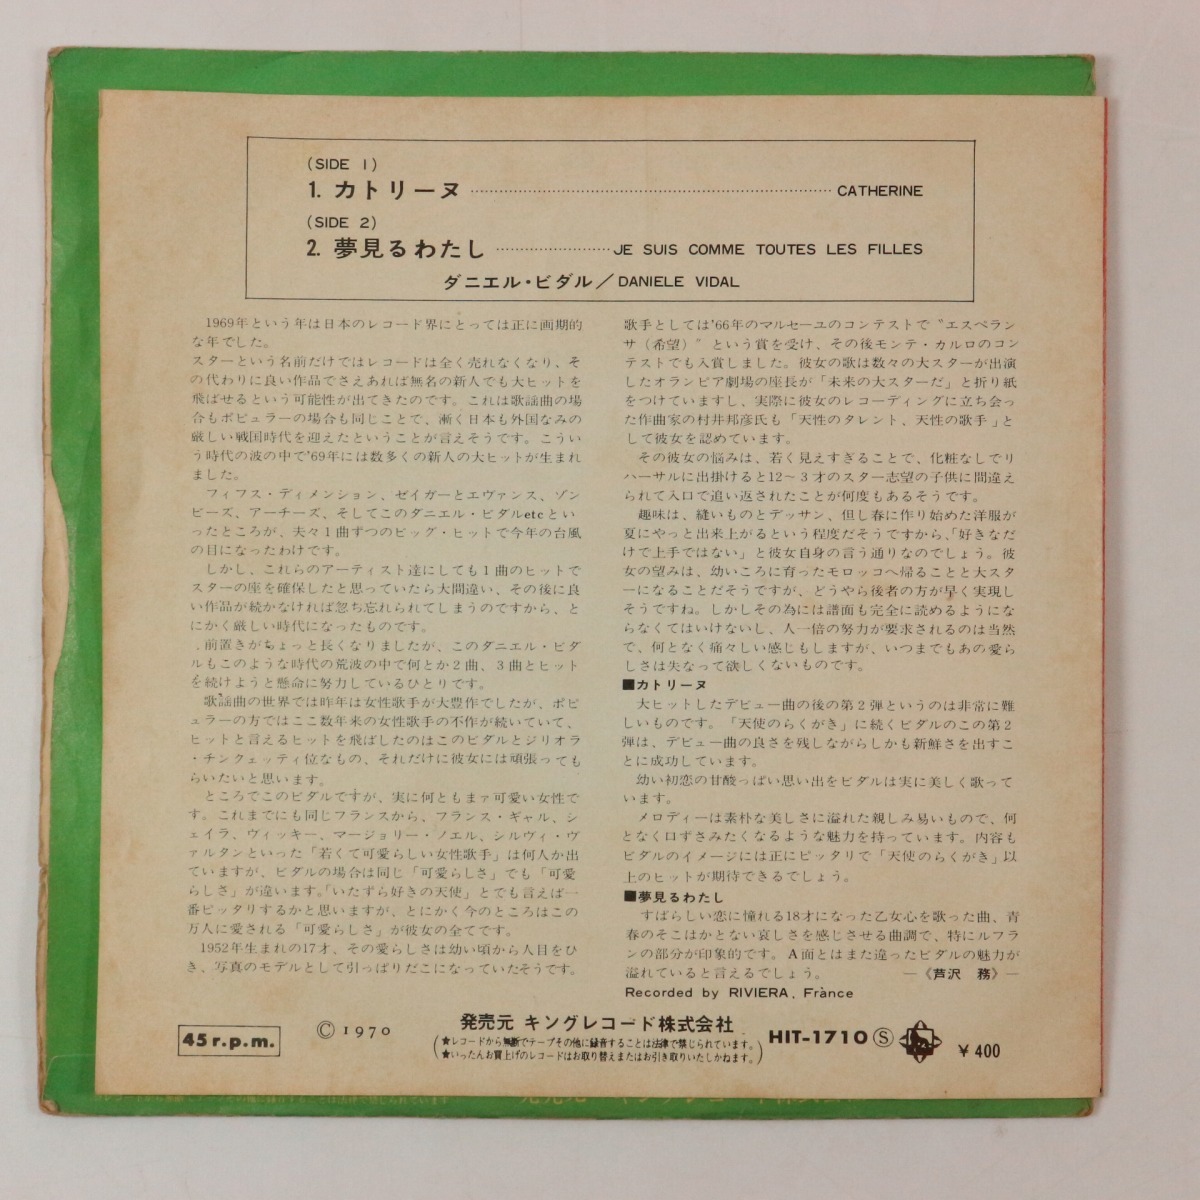 (SIDE 1)
1. カトリーヌ CATHERINE
(SIDE 2)
2. 夢見るわたし JE SUIS COMME TOUTES LES FILLES
ダニエル・ビダル／DANIELE VIDAL
1969年という年は日本のレコード界にとっては正に画期的
な年でした。
スターという名前だけではレコードは全く売れなくなり、そ
の代わりに良い作品でさえあれば無名の新人でも大ヒットを
飛ばせるという可能性が出てきたのです。これは歌謡曲の場
合もポピュラーの場合も同じことで、漸く日本も外国なみの
厳しい戦国時代を迎えたということが言えそうです。こうい
う時代の波の中で'69年には数多くの新人の大ヒットが生まれ
ました。
フィフス・ディメンション、ゼイガーとエヴァンス、ゾン
ビーズ、アーチーズ、そしてこのダニエル・ビダルetcとい
ったところが、夫々1曲ずつのビッグ・ヒットで今年の台風
の目になったわけです。
しかし、これらのアーティスト達にしても1曲のヒットで
スターの座を確保したと思っていたら大間違い、その後に良
い作品が続かなければ忽ち忘れられてしまうのですから、と
にかく厳しい時代になったものです。
前置きがちょっと長くなりましたが、このダニエル・ビダ
ルもこのような時代の荒波の中で何とか2曲、3曲とヒット
を続けようと懸命に努力しているひとりです。
歌謡曲の世界では昨年は女性歌手が大豊作でしたが、ポピ
ュラーの方ではここ数年来の女性歌手の不作が続いていて、
ヒットと言えるヒットを飛ばしたのはこのビダルとジリオラ
・チンクェッティ位なもの、それだけに彼女には頑張っても
らいたいと思います。
ところでこのビダルですが、実に何ともまァ可愛い女性で
す。これまでにも同じフランスから、フランス・ギャル、シ
ェイラ、ヴィッキー、マージョリー・ノエル、シルヴィ・ヴ
ァルタンといった「若くて可愛らしい女性歌手」は何人か出
ていますが、ビダルの場合は同じ「可愛らしさ」でも「可愛
らしさ」が違います。「いたずら好きの天使」とでも言えば一
番ピッタリするかと思いますが、とにかく今のところはこの
万人に愛される「可愛らしさ」が彼女の全てです。
1952年生まれの17才、その愛らしさは幼い頃から人目をひ
き、写真のモデルとして引っぱりだこになっていたそうです。
歌手としては'66年のマルセーユのコンテストで〝エスペラン
サ（希望）〟という賞を受け、その後モンテ・カルロのコン
テストでも入賞しました。彼女の歌は数々の大スターが出演
したオランピア劇場の座長が「未来の大スターだ」と折り紙
をつけていますし、実際に彼女のレコーディングに立ち会っ
た作曲家の村井邦彦氏も「天性のタレント、天性の歌手」と
して彼女を認めています。
その彼女の悩みは、若く見えすぎることで、化粧なしでリ
ハーサルに出掛けると12〜3才のスター志望の子供に間違え
られて入口で追い返されたことが何度もあるそうです。
趣味は、縫いものとデッサン、但し春に作り始めた洋服が
夏にやっと出来上がるという程度だそうですから、「好きなだ
けで上手ではない」と彼女自身の言う通りなのでしょう。彼
女の望みは、幼いころに育ったモロッコへ帰ることと大スタ
ーになることだそうですが、どうやら後者の方が早く実現し
そうですね。しかしその為には譜面も完全に読めるようにな
らなくてはいけないし、人一倍の努力が要求されるのは当然
で、何となく痛々しい感じもしますが、いつまでもあの愛ら
しさは失なって欲しくないものです。
■カトリーヌ
大ヒットしたデビュー曲の後の第2弾というのは非常に難
しいものです。「天使のらくがき」に続くビダルのこの第2
弾は、デビュー曲の良さを残しながらしかも新鮮さを出すこ
とに成功しています。
幼い初恋の甘酸っぱい思い出をビダルは実に美しく歌って
います。
メロディーは素朴な美しさに溢れた親しみ易いもので、何
となく口ずさみたくなるような魅力を持っています。内容も
ビダルのイメージには正にピッタリで「天使のらくがき」以
上のヒットが期待できるでしょう。
■夢見るわたし
すばらしい恋に憧れる18才になった乙女心を歌った曲、青
春のそこはかとない哀しさを感じさせる曲調で、特にルフラ
ンの部分が印象的です。A面とはまた違ったビダルの魅力が
溢れていると言えるでしょう。 —《芦沢 務》—
Recorded by RIVIERA, France
45 r.p.m.
Ⓒ 1970
発売元 キングレコード株式会社
★レコードから無断でテープその他に録音することは法律で禁じられています。
★いったんお買上げのレコードはお取り替えまたはお引き取りいたしかねます。
HIT-1710 Ⓢ
¥ 400